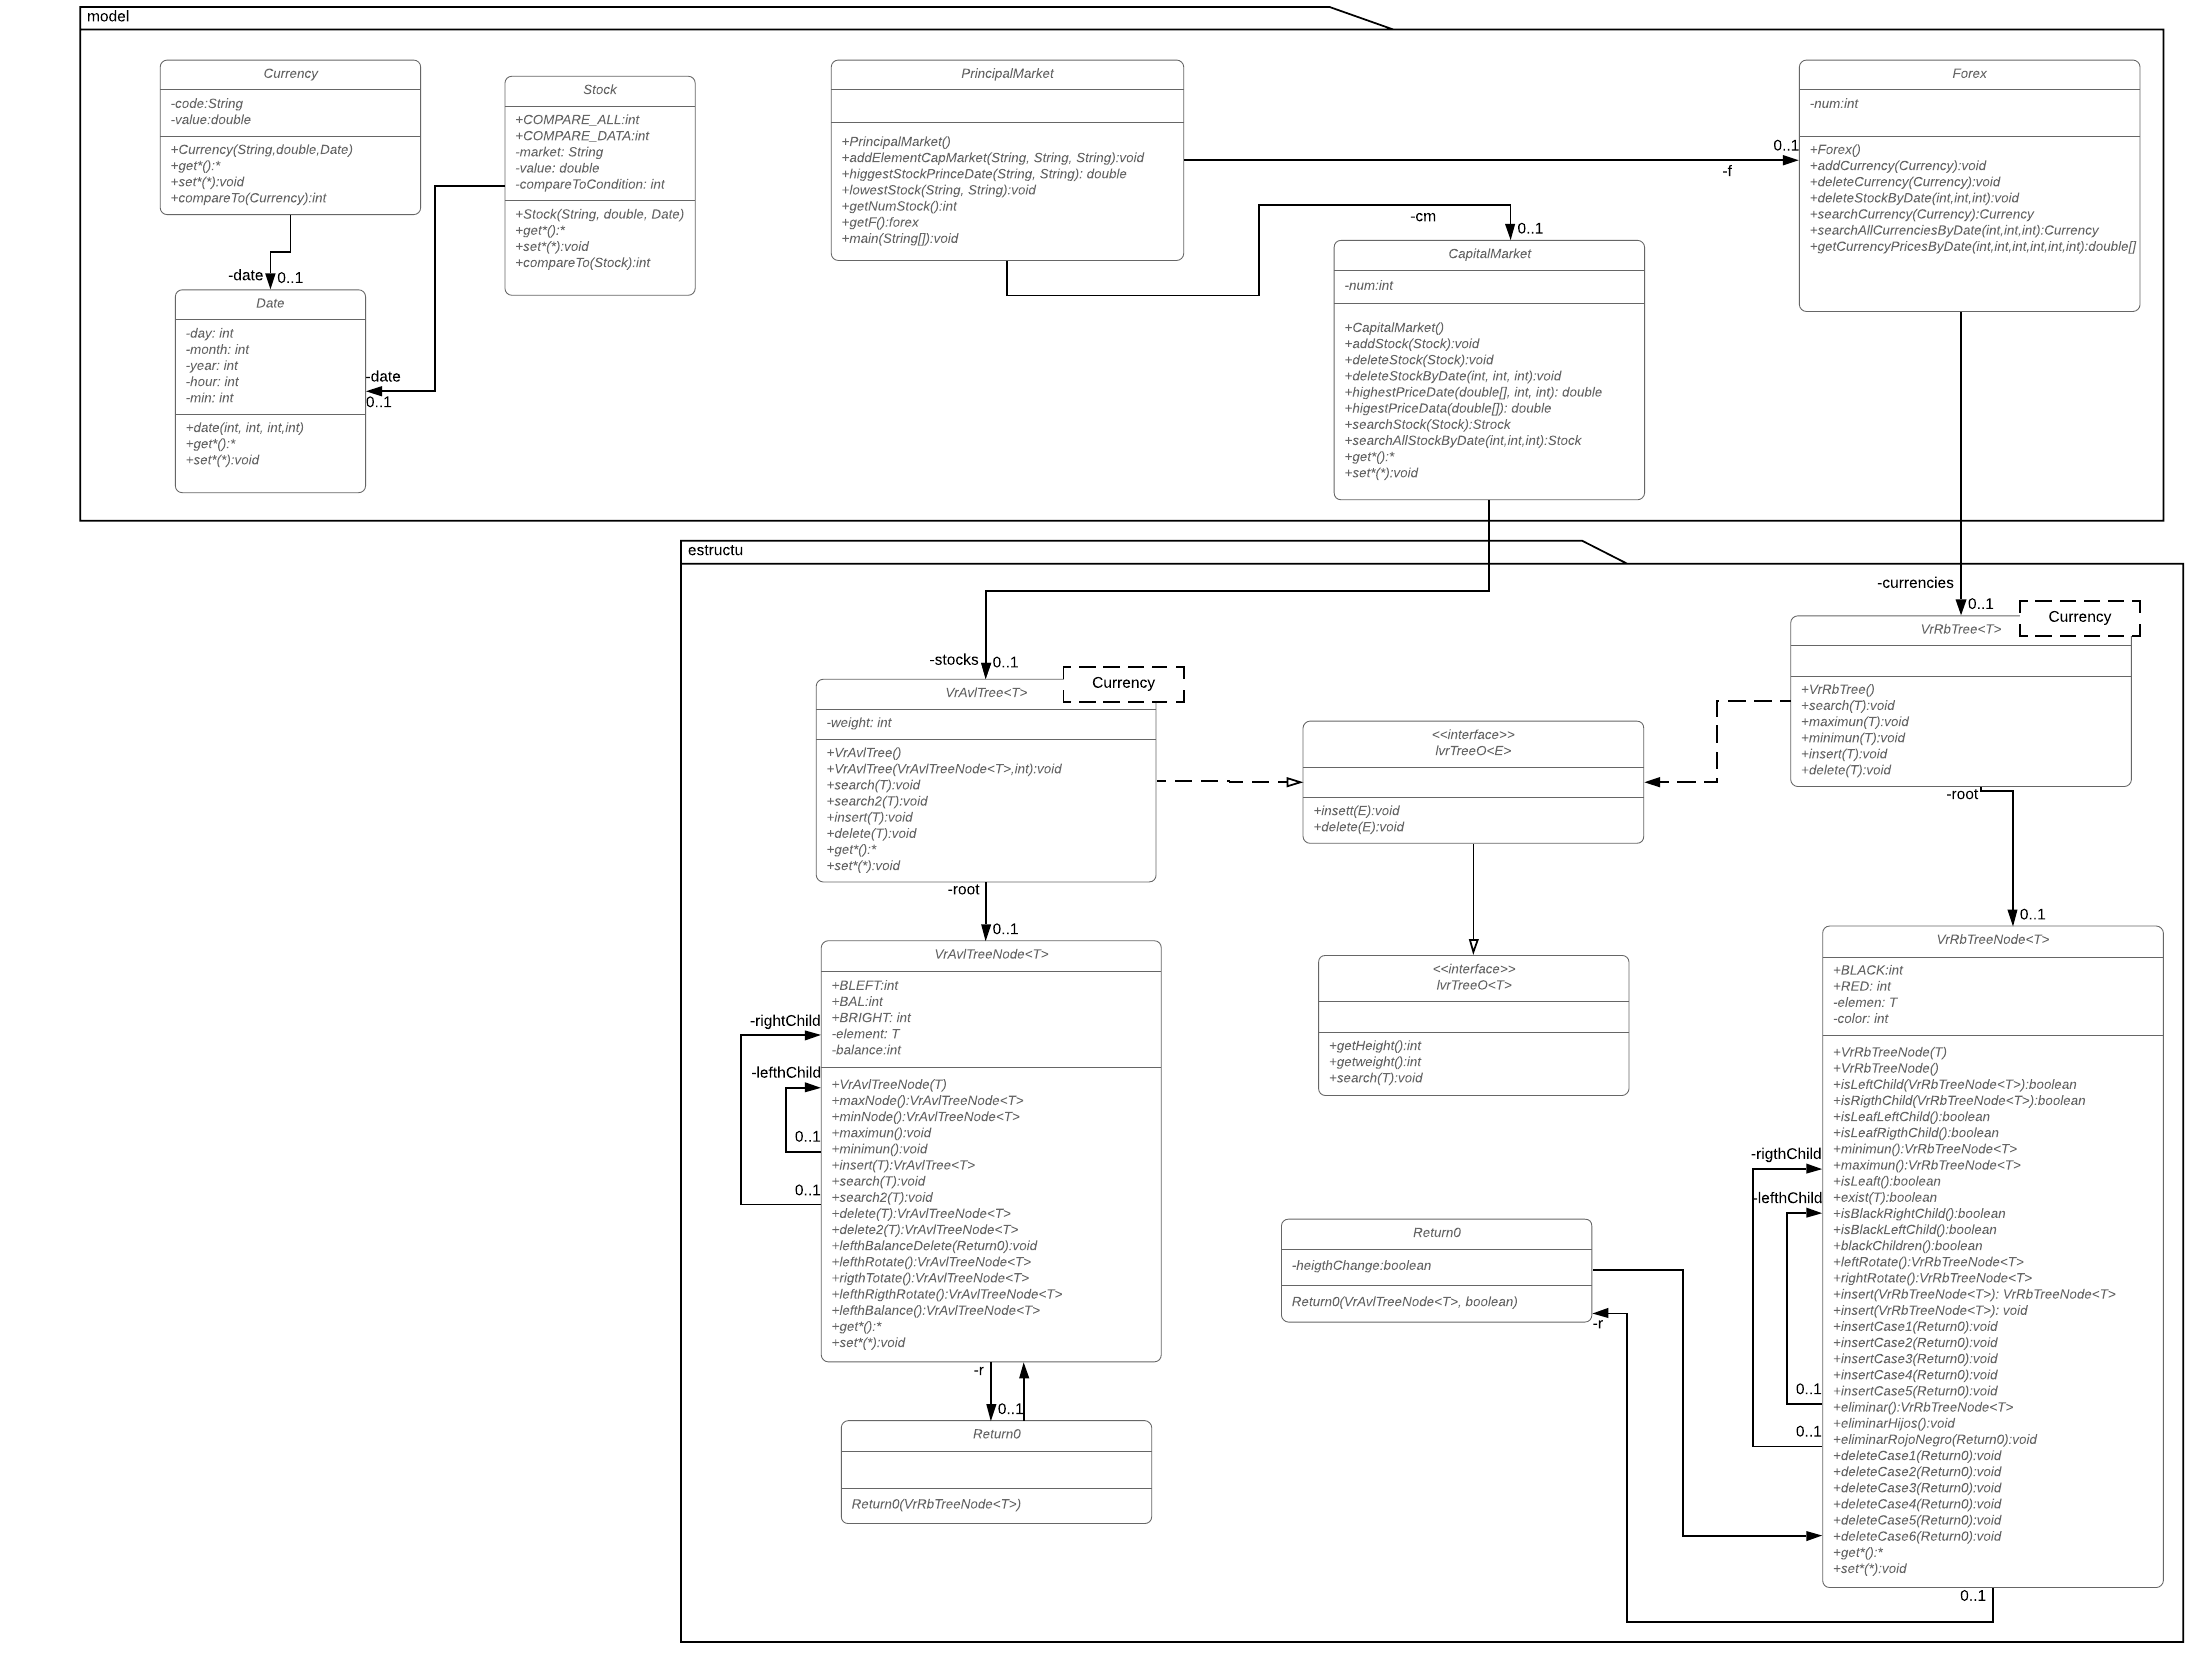 model
Currency
-code:String
-value:double
+Currency(String,double,Date)
+get*():*
+set*(*):void
+compareTo(Currency):int
-date
0..1
Stock
+COMPARE_ALL:int
+COMPARE_DATA:int
-market: String
-value: double
-compareToCondition: int
+Stock(String, double, Date)
+get*():*
+set*(*):void
+compareTo(Stock):int
Date
-day: int
-month: int
-year: int
-hour: int
-min: int
+date(int, int, int,int)
+get*():*
+set*(*):void
-date
0..1
PrincipalMarket
+PrincipalMarket()
+addElementCapMarket(String, String, String):void
+higgestStockPrinceDate(String, String): double
+lowestStock(String, String):void
+getNumStock():int
+getF():forex
+main(String[]):void
0..1
-f
-cm
0..1
CapitalMarket
-num:int
+CapitalMarket()
+addStock(Stock):void
+deleteStock(Stock):void
+deleteStockByDate(int, int, int):void
+highestPriceDate(double[], int, int): double
+higestPriceData(double[]): double
+searchStock(Stock):Strock
+searchAllStockByDate(int,int,int):Stock
+get*():*
+set*(*):void
Forex
-num:int
+Forex()
+addCurrency(Currency):void
+deleteCurrency(Currency):void
+deleteStockByDate(int,int,int):void
+searchCurrency(Currency):Currency
+searchAllCurrenciesByDate(int,int,int):Currency
+getCurrencyPricesByDate(int,int,int,int,int,int):double[]
estructu
-stocks
0..1
Currency
VrAvlTree<T>
-weight: int
+VrAvlTree()
+VrAvlTree(VrAvlTreeNode<T>,int):void
+search(T):void
+search2(T):void
+insert(T):void
+delete(T):void
+get*():*
+set*(*):void
-root
0..1
<<interface>>
lvrTreeO<E>
+insett(E):void
+delete(E):void
<<interface>>
lvrTreeO<T>
+getHeight():int
+getweight():int
+search(T):void
-currencies
0..1
Currency
VrRbTree<T>
+VrRbTree()
+search(T):void
+maximun(T):void
+minimun(T):void
+insert(T):void
+delete(T):void
-root
0..1
VrAvlTreeNode<T>
+BLEFT:int
+BAL:int
+BRIGHT: int
-element: T
-balance:int
+VrAvlTreeNode(T)
+maxNode():VrAvlTreeNode<T>
+minNode():VrAvlTreeNode<T>
+maximun():void
+minimun():void
+insert(T):VrAvlTree<T>
+search(T):void
+search2(T):void
+delete(T):VrAvlTreeNode<T>
+delete2(T):VrAvlTreeNode<T>
+lefthBalanceDelete(Return0):void
+lefthRotate():VrAvlTreeNode<T>
+rigthTotate():VrAvlTreeNode<T>
+lefthRigthRotate():VrAvlTreeNode<T>
+lefthBalance():VrAvlTreeNode<T>
+get*():*
+set*(*):void
-rightChild
-lefthChild
0..1
0..1
-r
0..1
Return0
Return0(VrRbTreeNode<T>)
Return0
-heigthChange:boolean
Return0(VrAvlTreeNode<T>, boolean)
-r
VrRbTreeNode<T>
+BLACK:int
+RED: int
-elemen: T
-color: int
+VrRbTreeNode(T)
+VrRbTreeNode()
+isLeftChild(VrRbTreeNode<T>):boolean
+isRigthChild(VrRbTreeNode<T>):boolean
+isLeafLeftChild():boolean
+isLeafRigthChild():boolean
+minimun():VrRbTreeNode<T>
+maximun():VrRbTreeNode<T>
+isLeaf():boolean
+exist(T):boolean
+isBlackRightChild():boolean
+isBlackLeftChild():boolean
+blackChildren():boolean
+leftRotate():VrRbTreeNode<T>
+rightRotate():VrRbTreeNode<T>
+insert(VrRbTreeNode<T>): VrRbTreeNode<T>
+insert(VrRbTreeNode<T>): void
+insertCase1(Return0):void
+insertCase2(Return0):void
+insertCase3(Return0):void
+insertCase4(Return0):void
+insertCase5(Return0):void
+eliminar():VrRbTreeNode<T>
+eliminarHijos():void
+eliminarRojoNegro(Return0):void
+deleteCase1(Return0):void
+deleteCase2(Return0):void
+deleteCase3(Return0):void
+deleteCase4(Return0):void
+deleteCase5(Return0):void
+deleteCase6(Return0):void
+get*():*
+set*(*):void
-rigthChild
-lefthChild
0..1
0..1
0..1